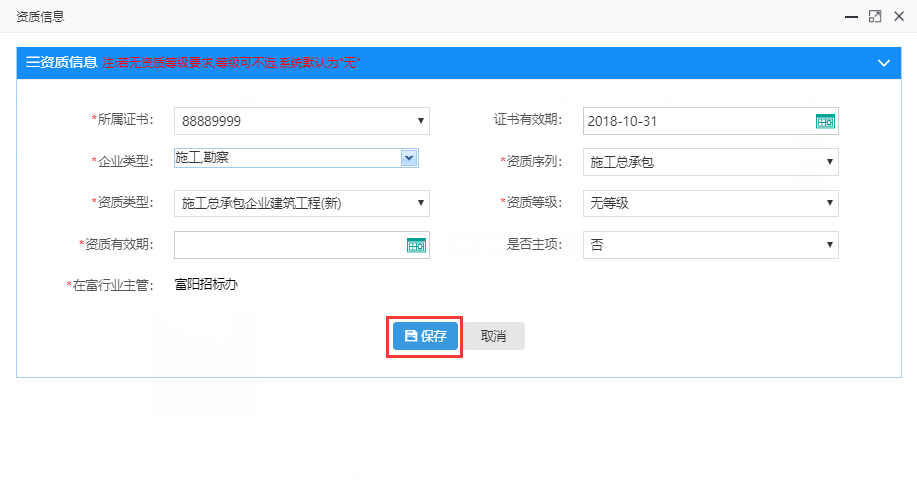 资质信息
资质信息 注:若无资质等级要求,等级可不选,系统默认为"无"
*所属证书: 88889999 证书有效期: 2018-10-31
*企业类型: 施工,勘察 *资质序列: 施工总承包
*资质类型: 施工总承包企业建筑工程(新) *资质等级: 无等级
*资质有效期: 是否主项: 否
*在富行业主管: 富阳招标办
保存 取消